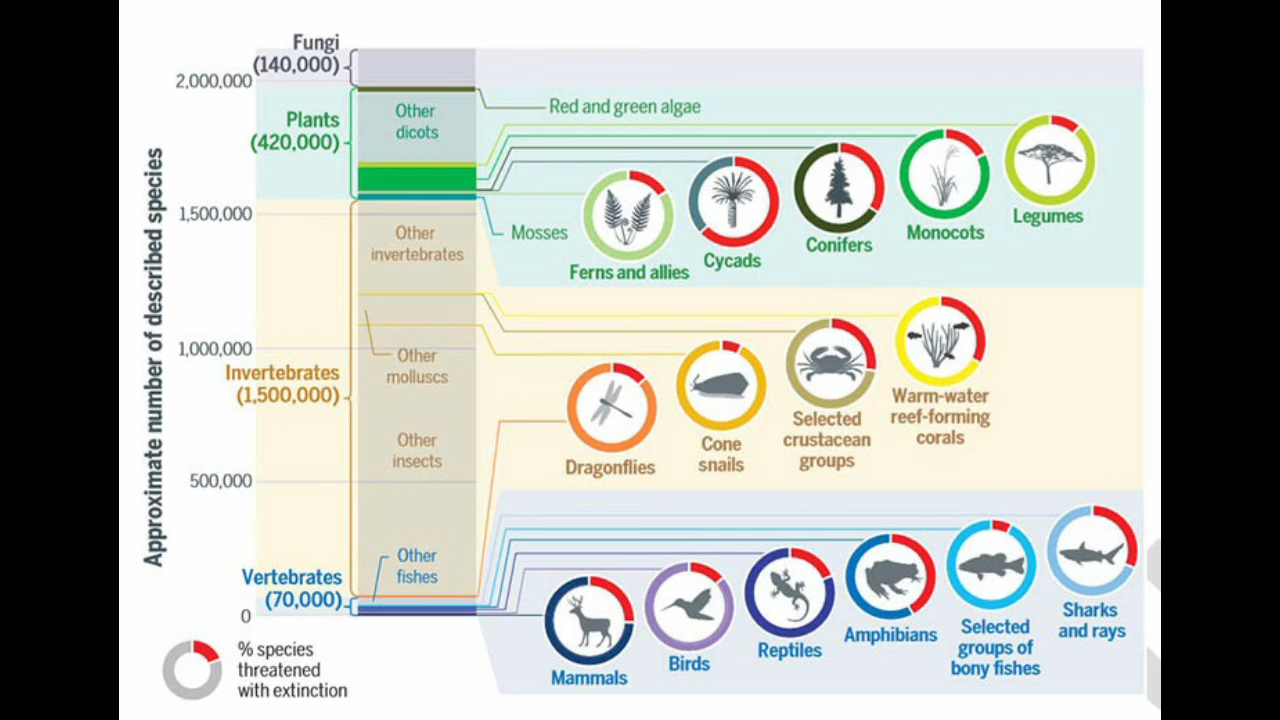 Approximate number of described species
Fungi
(140,000)
2,000,000
Plants
(420,000)
1,500,000
1,000,000
Invertebrates
(1,500,000)
500,000
Vertebrates
(70,000)
0
Other
dicots
Other
invertebrates
Other
molluscs
Other
insects
Other
fishes
Red and green algae
Mosses
Ferns and allies
Cycads
Conifers
Monocots
Legumes
Dragonflies
Cone
snails
Selected
crustacean
groups
Warm-water
reef-forming
corals
Mammals
Birds
Reptiles
Amphibians
Selected
groups of
bony fishes
Sharks
and rays
% species
threatened
with extinction